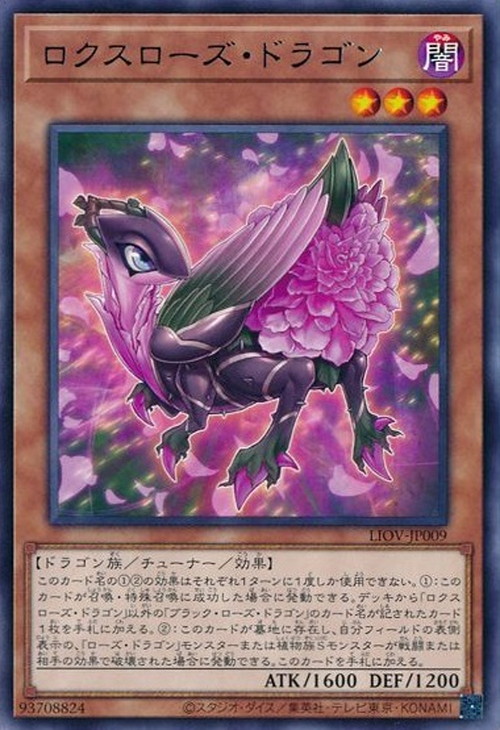 ロクスローズ・ドラゴン
闇
LIOV-JP009
【ドラゴン族／チューナー／効果】
このカード名の①②の効果はそれぞれ1ターンに1度しか使用できない。①:この
カードが召喚・特殊召喚に成功した場合に発動できる。デッキから「ロクス
ローズ・ドラゴン」以外の「ブラック・ローズ・ドラゴン」のカード名が記されたカード
1枚を手札に加える。②:このカードが墓地に存在し、自分フィールドの表側
表示の、「ローズ・ドラゴン」モンスターまたは植物族Sモンスターが戦闘または
相手の効果で破壊された場合に発動できる。このカードを手札に加える。
ATK/1600 DEF/1200
93708824 ©スタジオ・ダイス／集英社・テレビ東京・KONAMI